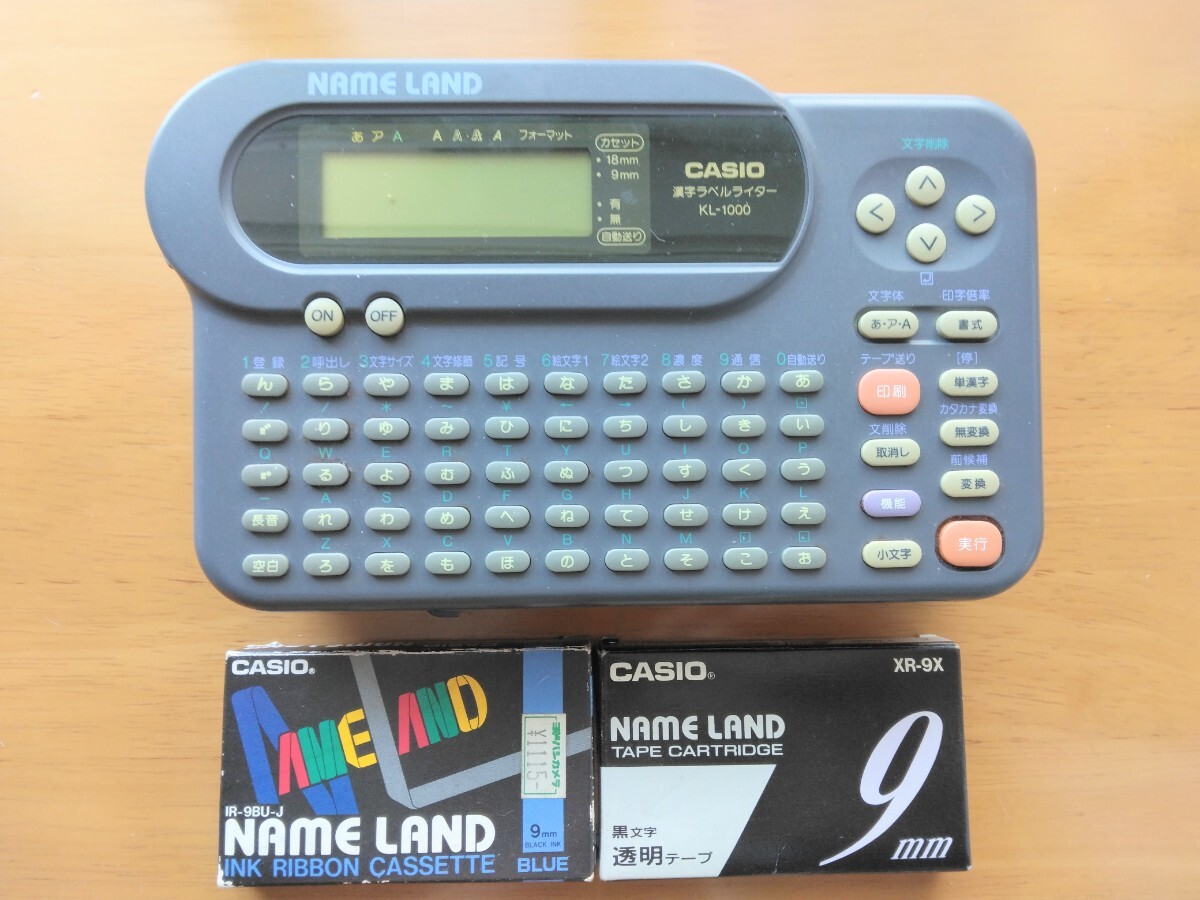 NAME LAND
あ ア A A A・A A フォーマット
カセット
・18mm
・9mm
・有
・無
自動送り
CASIO
漢字ラベルライター
KL-1000
文字削除
< ∧ ∨ >
ON OFF
文字体 印字倍率
あ・ア・A 書式
1登録 2呼出し 3文字サイズ 4文字修飾 5記号 6絵文字1 7絵文字2 8濃度 9通信 0自動送り
ん ら や ま は な た さ か あ
テープ送り [停]
印刷 単漢字
/ * ~ ¥ ← → ( )
゛ り ゆ み ひ に ち し き い
カタカナ変換
無変換
Q W E R T Y U I O P
る よ む ふ ぬ つ す く う
文削除 前候補
取消し 変換
− A S D F G H J K L
長音 れ わ め へ ね て せ け え
機能
Z X C V B N M
空白 ろ を も ほ の と そ こ お
小文字 実行
CASIO®
NAME LAND
ヨドバシカメラ
¥1115-
IR-9BU-J
NAME LAND
INK RIBBON CASSETTE
9mm
BLACK INK
BLUE
CASIO®
XR-9X
NAME LAND
TAPE CARTRIDGE
9mm
黒文字
透明テープ